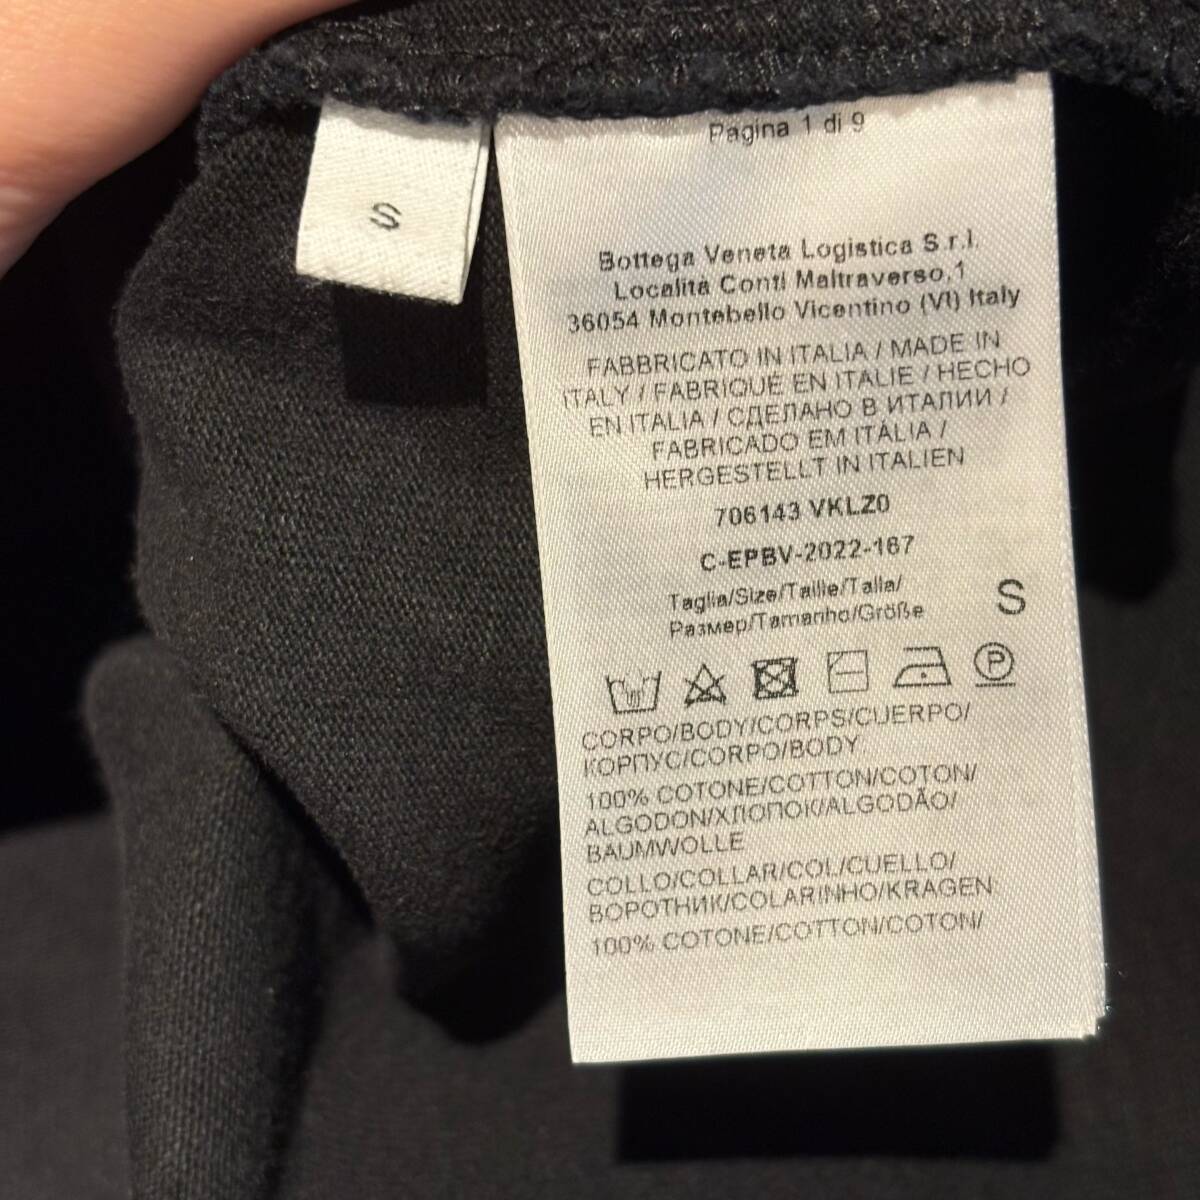 Pagina 1 di 9
S
Bottega Veneta Logistica S.r.l.
Località Conti Maltraverso,1
36054 Montebello Vicentino (VI) Italy
FABBRICATO IN ITALIA / MADE IN
ITALY / FABRIQUÉ EN ITALIE / HECHO
EN ITALIA / СДЕЛАНО В ИТАЛИИ /
FABRICADO EM ITÁLIA /
HERGESTELLT IN ITALIEN
706143 VKLZ0
C-EPBV-2022-167
Taglia/Size/Taille/Talla/
Размер/Tamanho/Größe
S
P
CORPO/BODY/CORPS/CUERPO/
КОРПУС/CORPO/BODY
100% COTONE/COTTON/COTON/
ALGODON/ХЛОПОК/ALGODÃO/
BAUMWOLLE
COLLO/COLLAR/COL/CUELLO/
ВОРОТНИК/COLARINHO/KRAGEN
100% COTONE/COTTON/COTON/